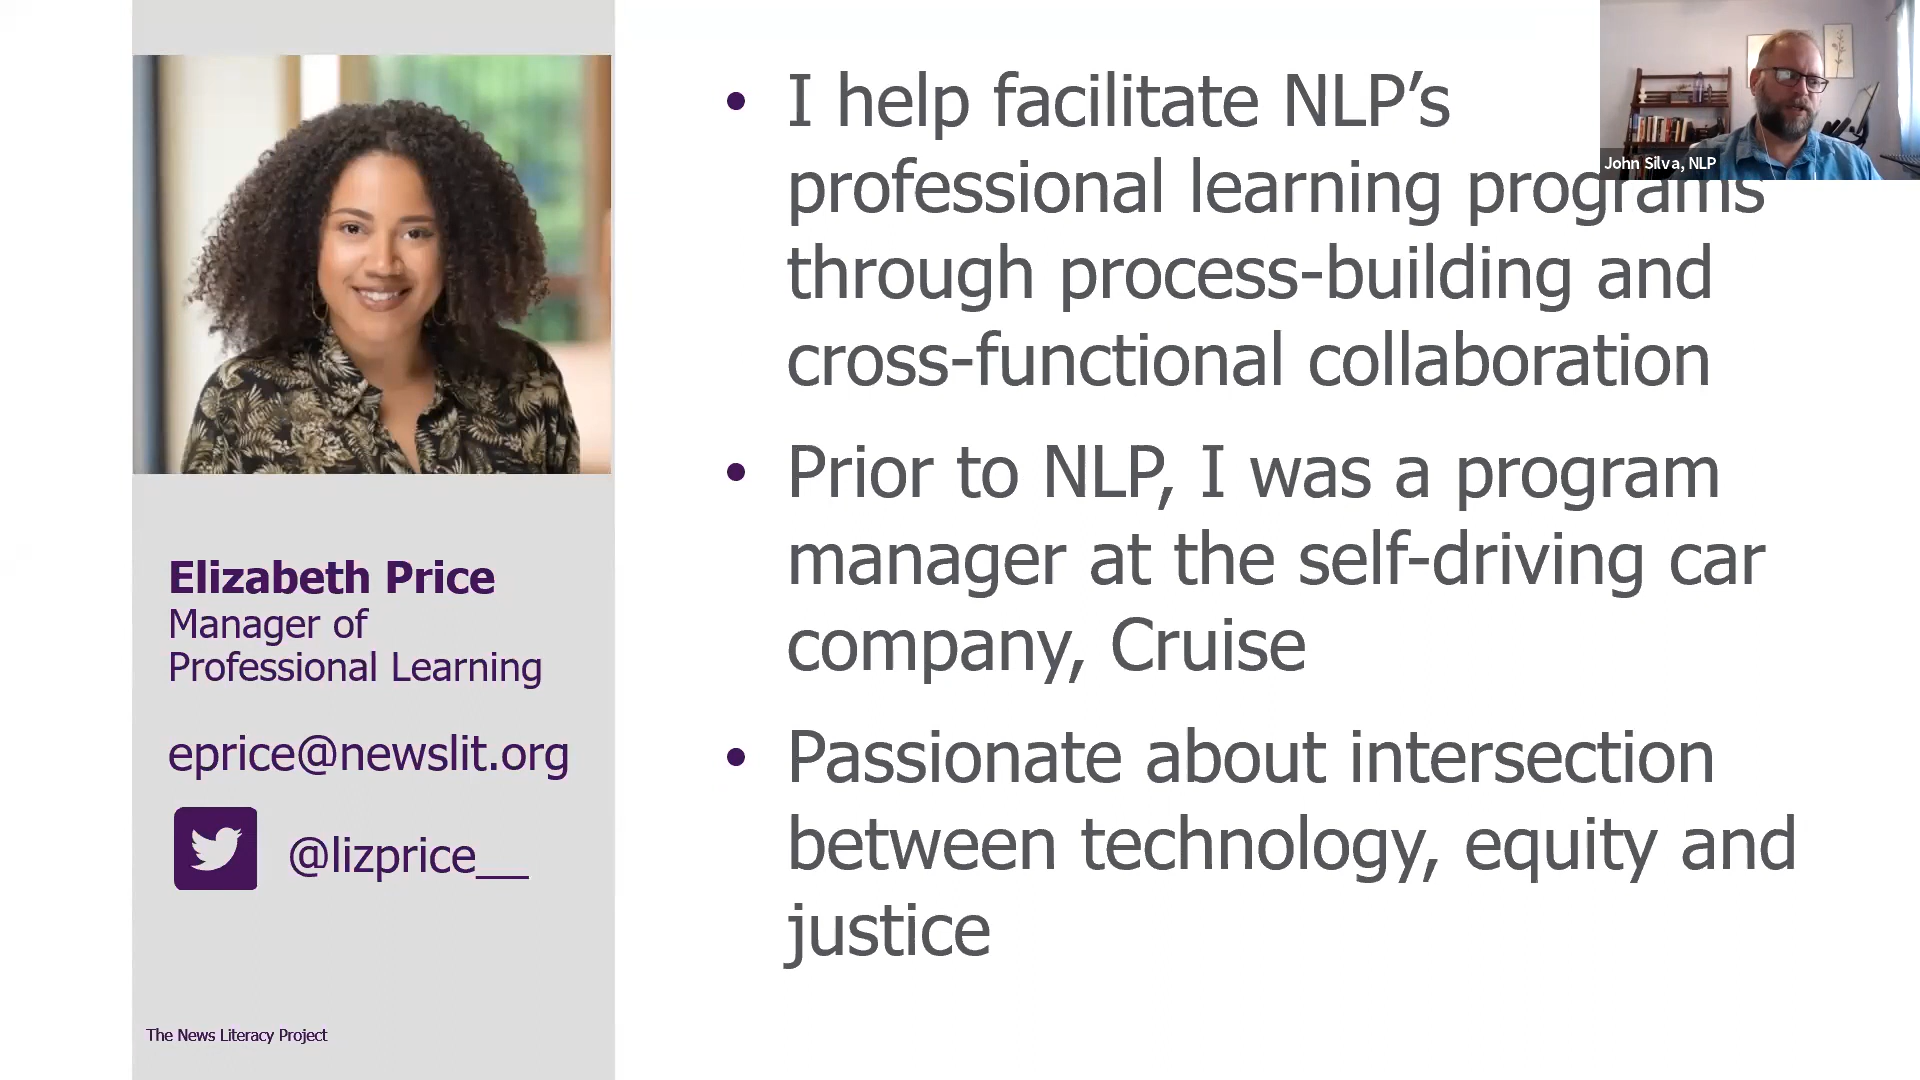 Elizabeth Price
Manager of
Professional Learning
eprice@newslit.org
@lizprice__
The News Literacy Project
• I help facilitate NLP’s
professional learning programs
through process-building and
cross-functional collaboration
• Prior to NLP, I was a program
manager at the self-driving car
company, Cruise
• Passionate about intersection
between technology, equity and
justice
John Silva, NLP